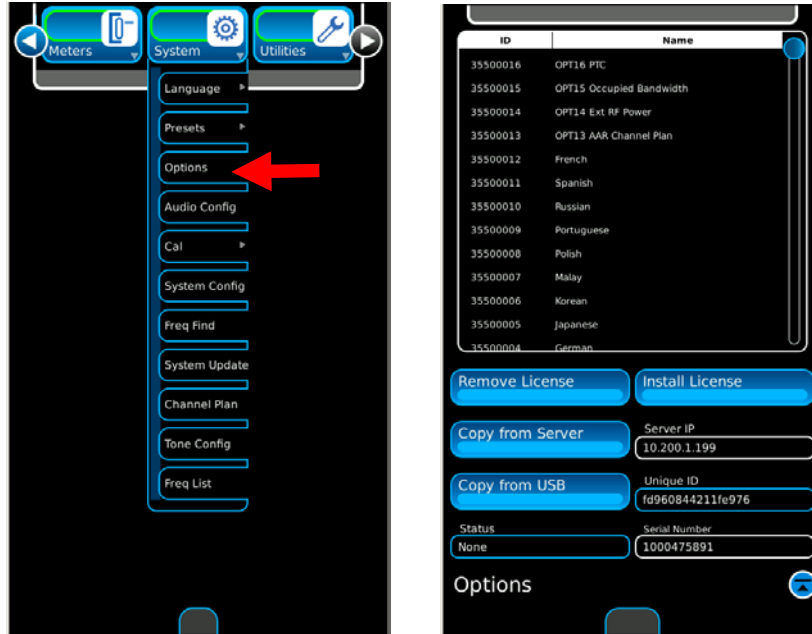 Meters
System
Utilities
Language
Presets
Options
Audio Config
Cal
System Config
Freq Find
System Update
Channel Plan
Tone Config
Freq List
ID Name
35500016 OPT16 PTC
35500015 OPT15 Occupied Bandwidth
35500014 OPT14 Ext RF Power
35500013 OPT13 AAR Channel Plan
35500012 French
35500011 Spanish
35500010 Russian
35500009 Portuguese
35500008 Polish
35500007 Malay
35500006 Korean
35500005 Japanese
35500004 German
Remove License
Install License
Copy from Server
Server IP
10.200.1.199
Copy from USB
Unique ID
fd960844211fe976
Status
None
Serial Number
1000475891
Options